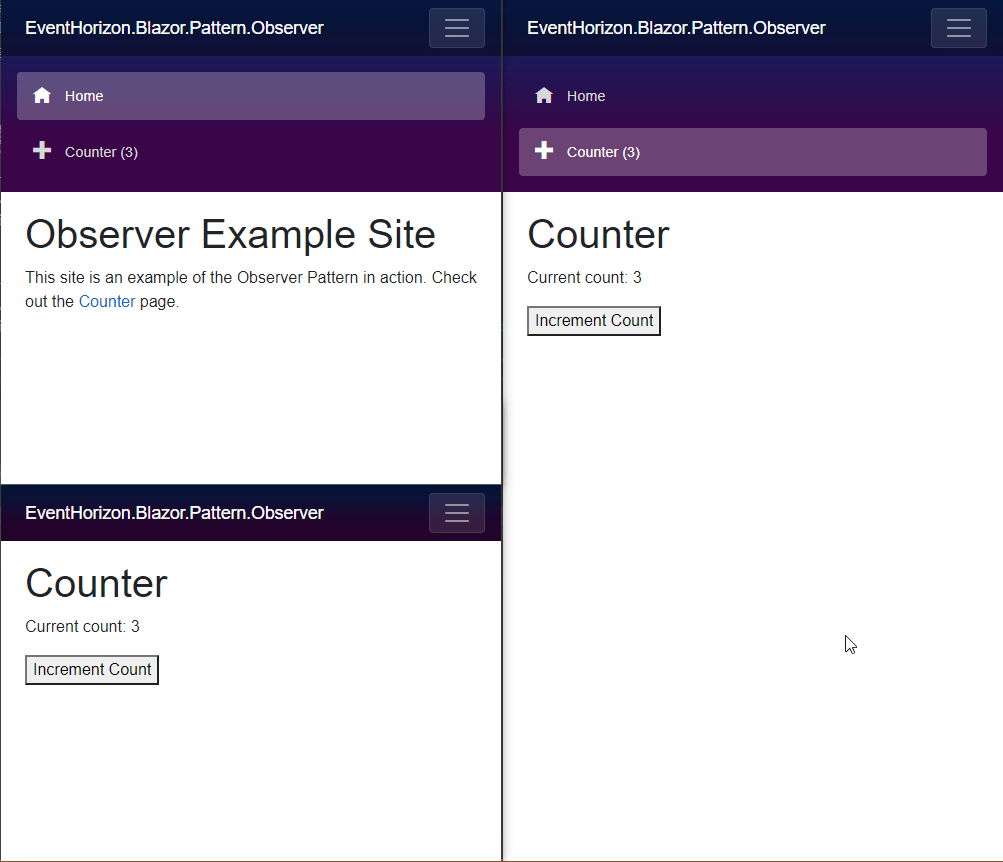 EventHorizon.Blazor.Pattern.Observer
Home
Counter (3)
Observer Example Site
This site is an example of the Observer Pattern in action. Check
out the Counter page.
EventHorizon.Blazor.Pattern.Observer
Counter
Current count: 3
Increment Count
EventHorizon.Blazor.Pattern.Observer
Home
Counter (3)
Counter
Current count: 3
Increment Count